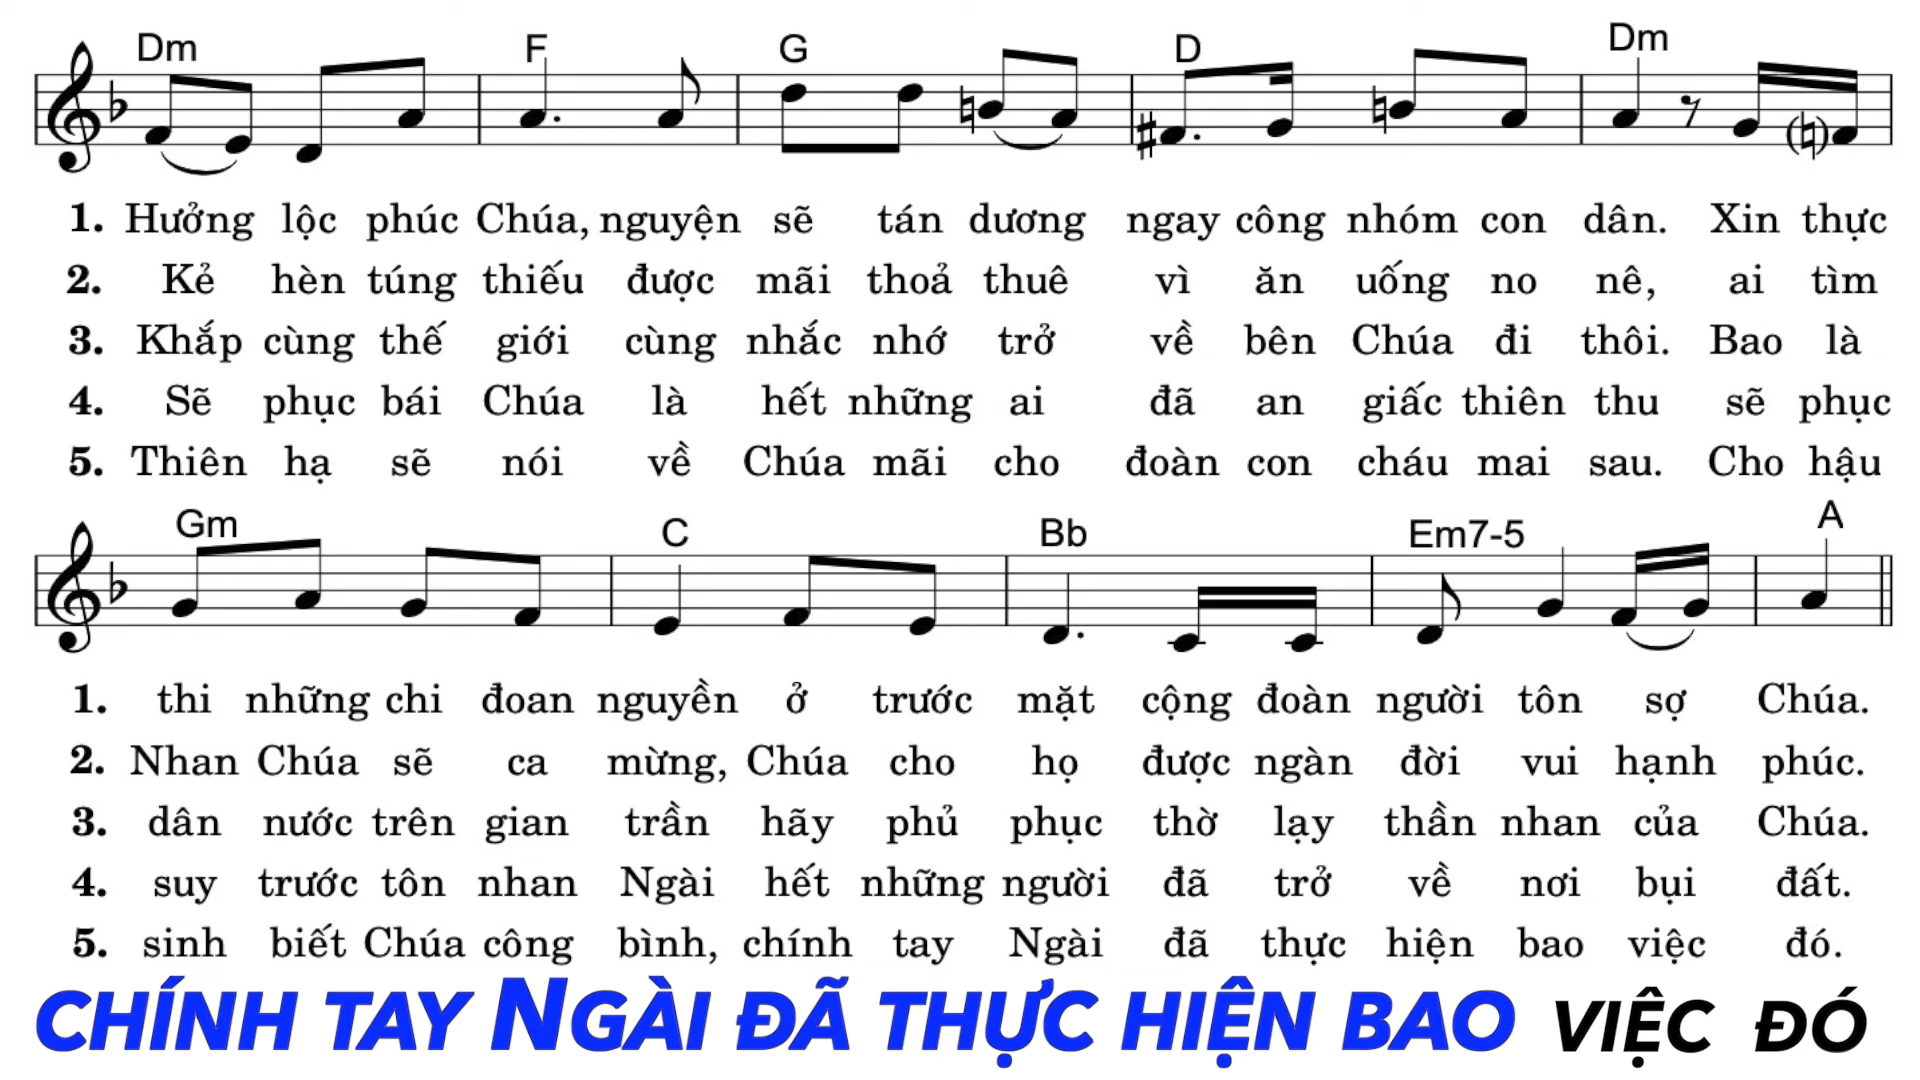 Dm F G D Dm
1. Hưởng lộc phúc Chúa, nguyện sẽ tán dương ngay công nhóm con dân. Xin thực
2. Kẻ hèn túng thiếu được mãi thoả thuê vì ăn uống no nê, ai tìm
3. Khắp cùng thế giới cùng nhắc nhớ trở về bên Chúa đi thôi. Bao là
4. Sẽ phục bái Chúa là hết những ai đã an giấc thiên thu sẽ phục
5. Thiên hạ sẽ nói về Chúa mãi cho đoàn con cháu mai sau. Cho hậu
Gm C Bb Em7-5 A
1. thi những chi đoan nguyền ở trước mặt cộng đoàn người tôn sợ Chúa.
2. Nhan Chúa sẽ ca mừng, Chúa cho họ được ngàn đời vui hạnh phúc.
3. dân nước trên gian trần hãy phủ phục thờ lạy thần nhan của Chúa.
4. suy trước tôn nhan Ngài hết những người đã trở về nơi bụi đất.
5. sinh biết Chúa công bình, chính tay Ngài đã thực hiện bao việc đó.
CHÍNH TAY NGÀI ĐÃ THỰC HIỆN BAO VIỆC ĐÓ